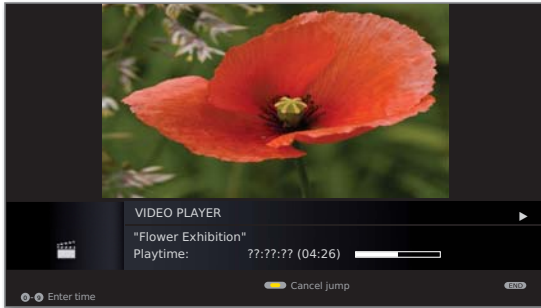 VIDEO PLAYER
"Flower Exhibition"
Playtime: ??:??:?? (04:26)
Cancel jump
END
0-9 Enter time